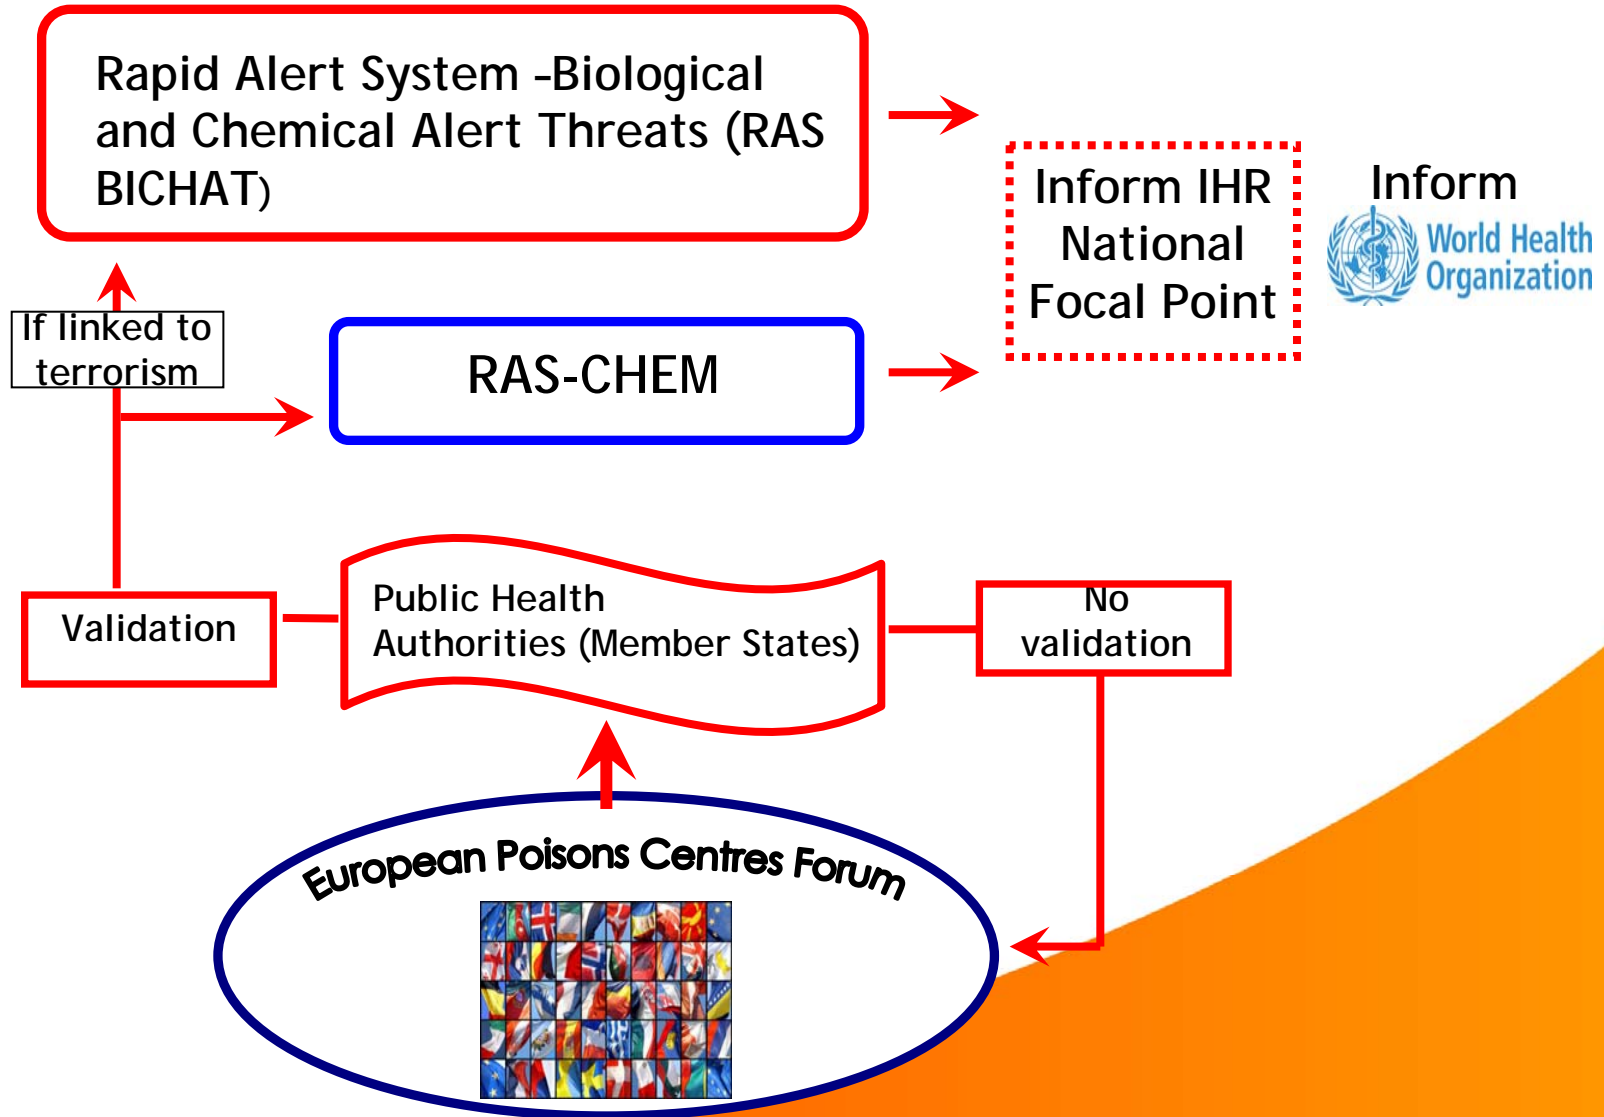 Rapid Alert System -Biological
and Chemical Alert Threats (RAS
BICHAT)
Inform IHR
National
Focal Point
Inform
World Health
Organization
If linked to
terrorism
RAS-CHEM
Validation
Public Health
Authorities (Member States)
No
validation
European Poisons Centres Forum